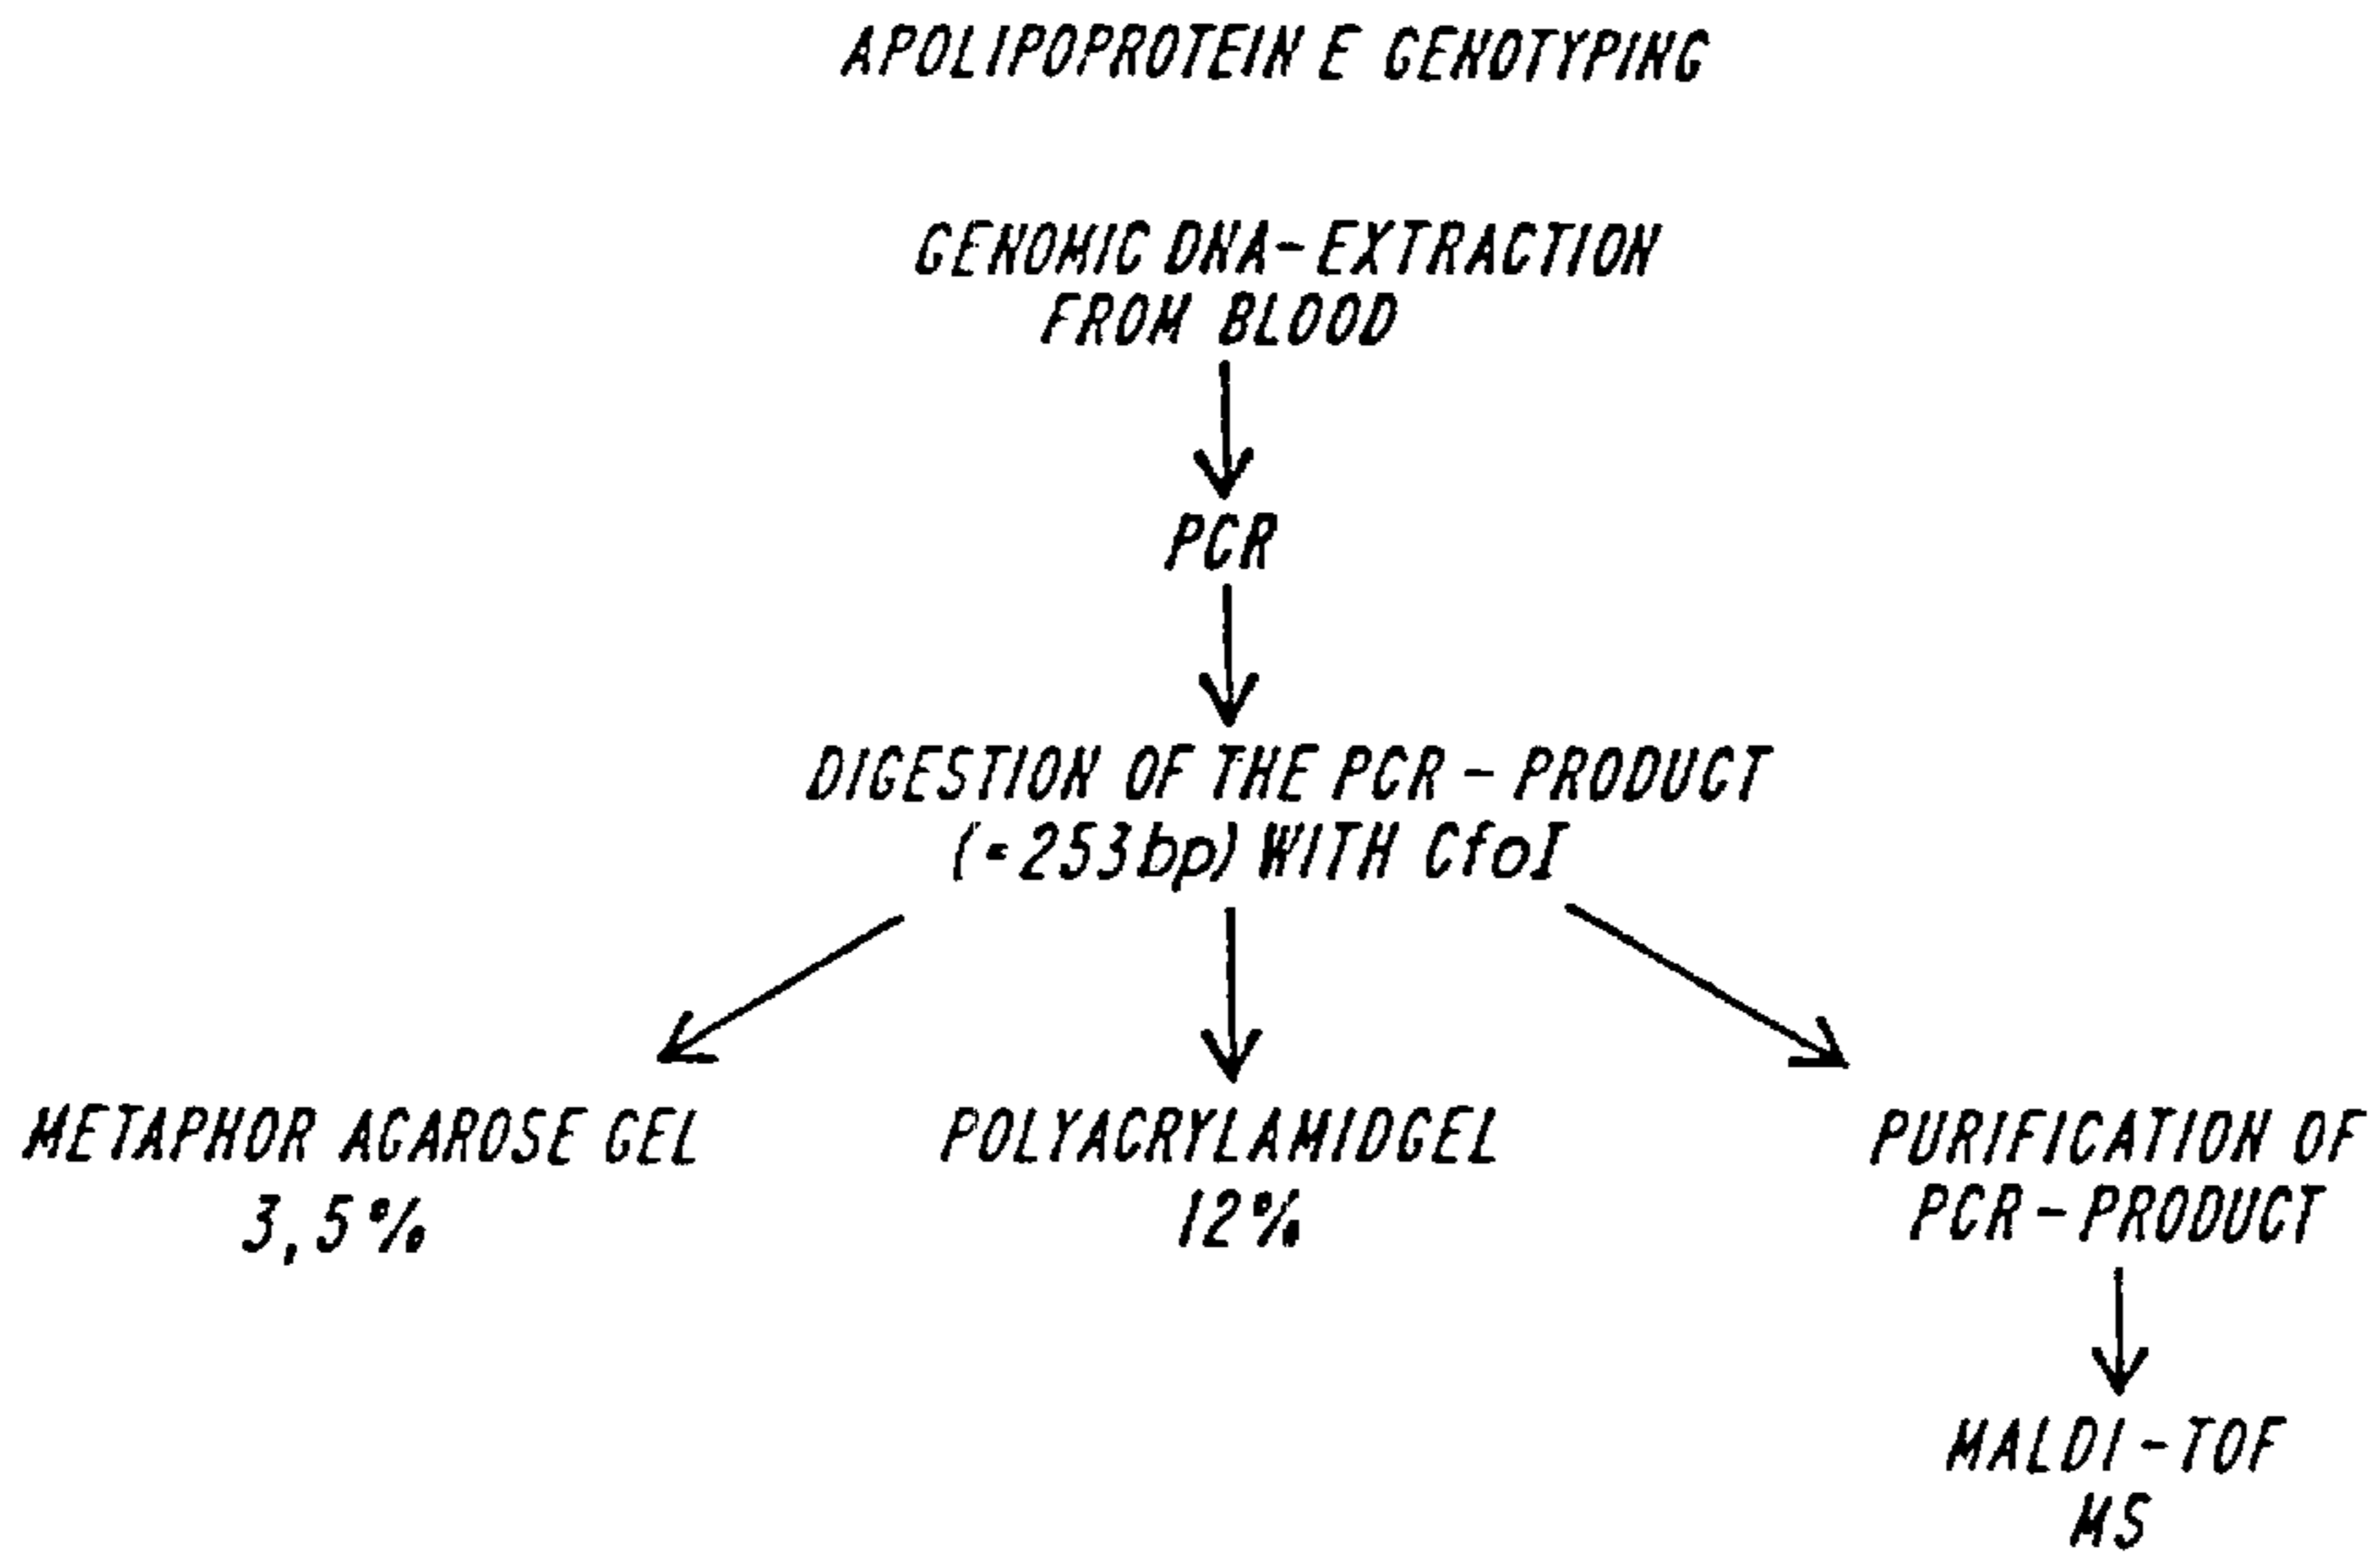 APOLIPOPROTEIN E GENOTYPING
GENOMIC DNA-EXTRACTION
FROM BLOOD
PCR
DIGESTION OF THE PCR - PRODUCT
(=253bp) WITH CfoI
METAPHOR AGAROSE GEL
3,5%
POLYACRYLAMIDGEL
12%
PURIFICATION OF
PCR - PRODUCT
MALDI - TOF
MS